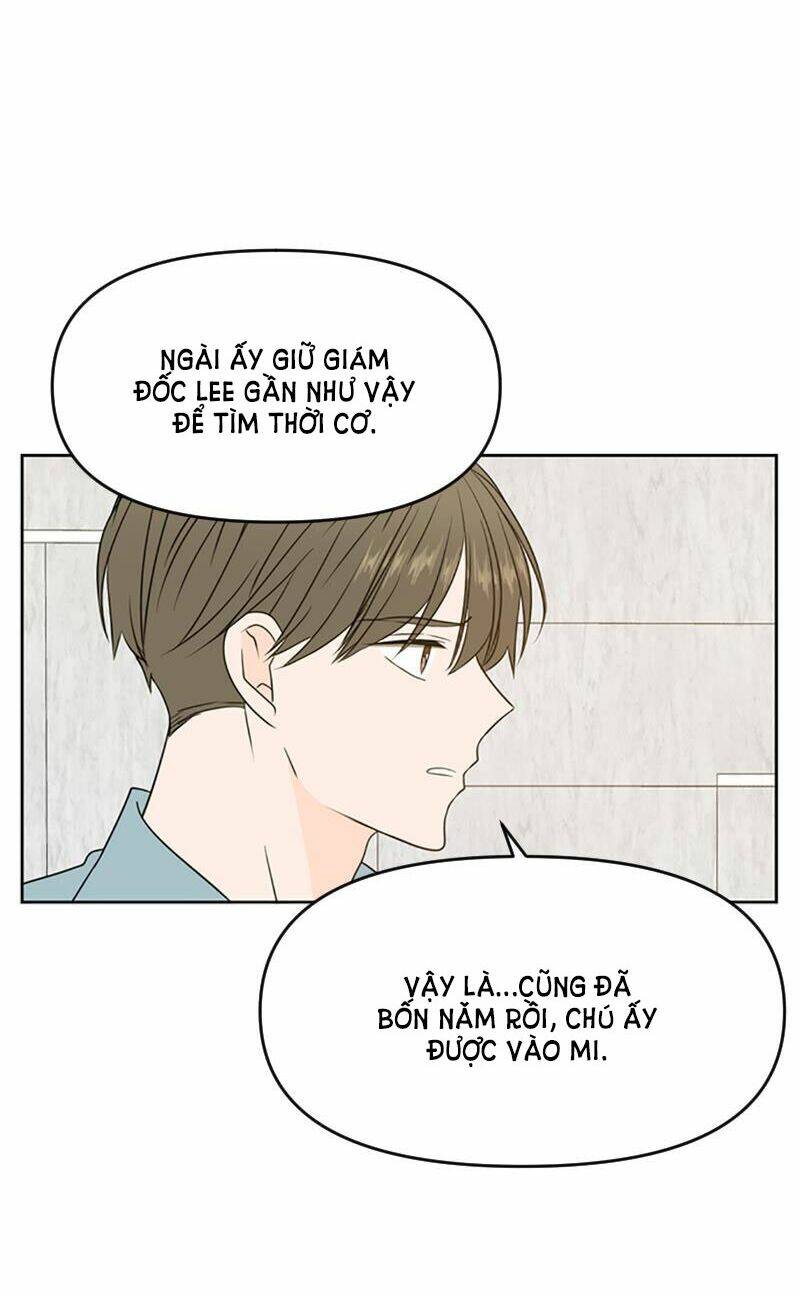 NGÀI ẤY GIỮ GIÁM
ĐỐC LEE GẦN NHƯ VẬY
ĐỂ TÌM THỜI CƠ.
VẬY LÀ...CŨNG ĐÃ
BỐN NĂM RỒI, CHÚ ẤY
ĐƯỢC VÀO MI.